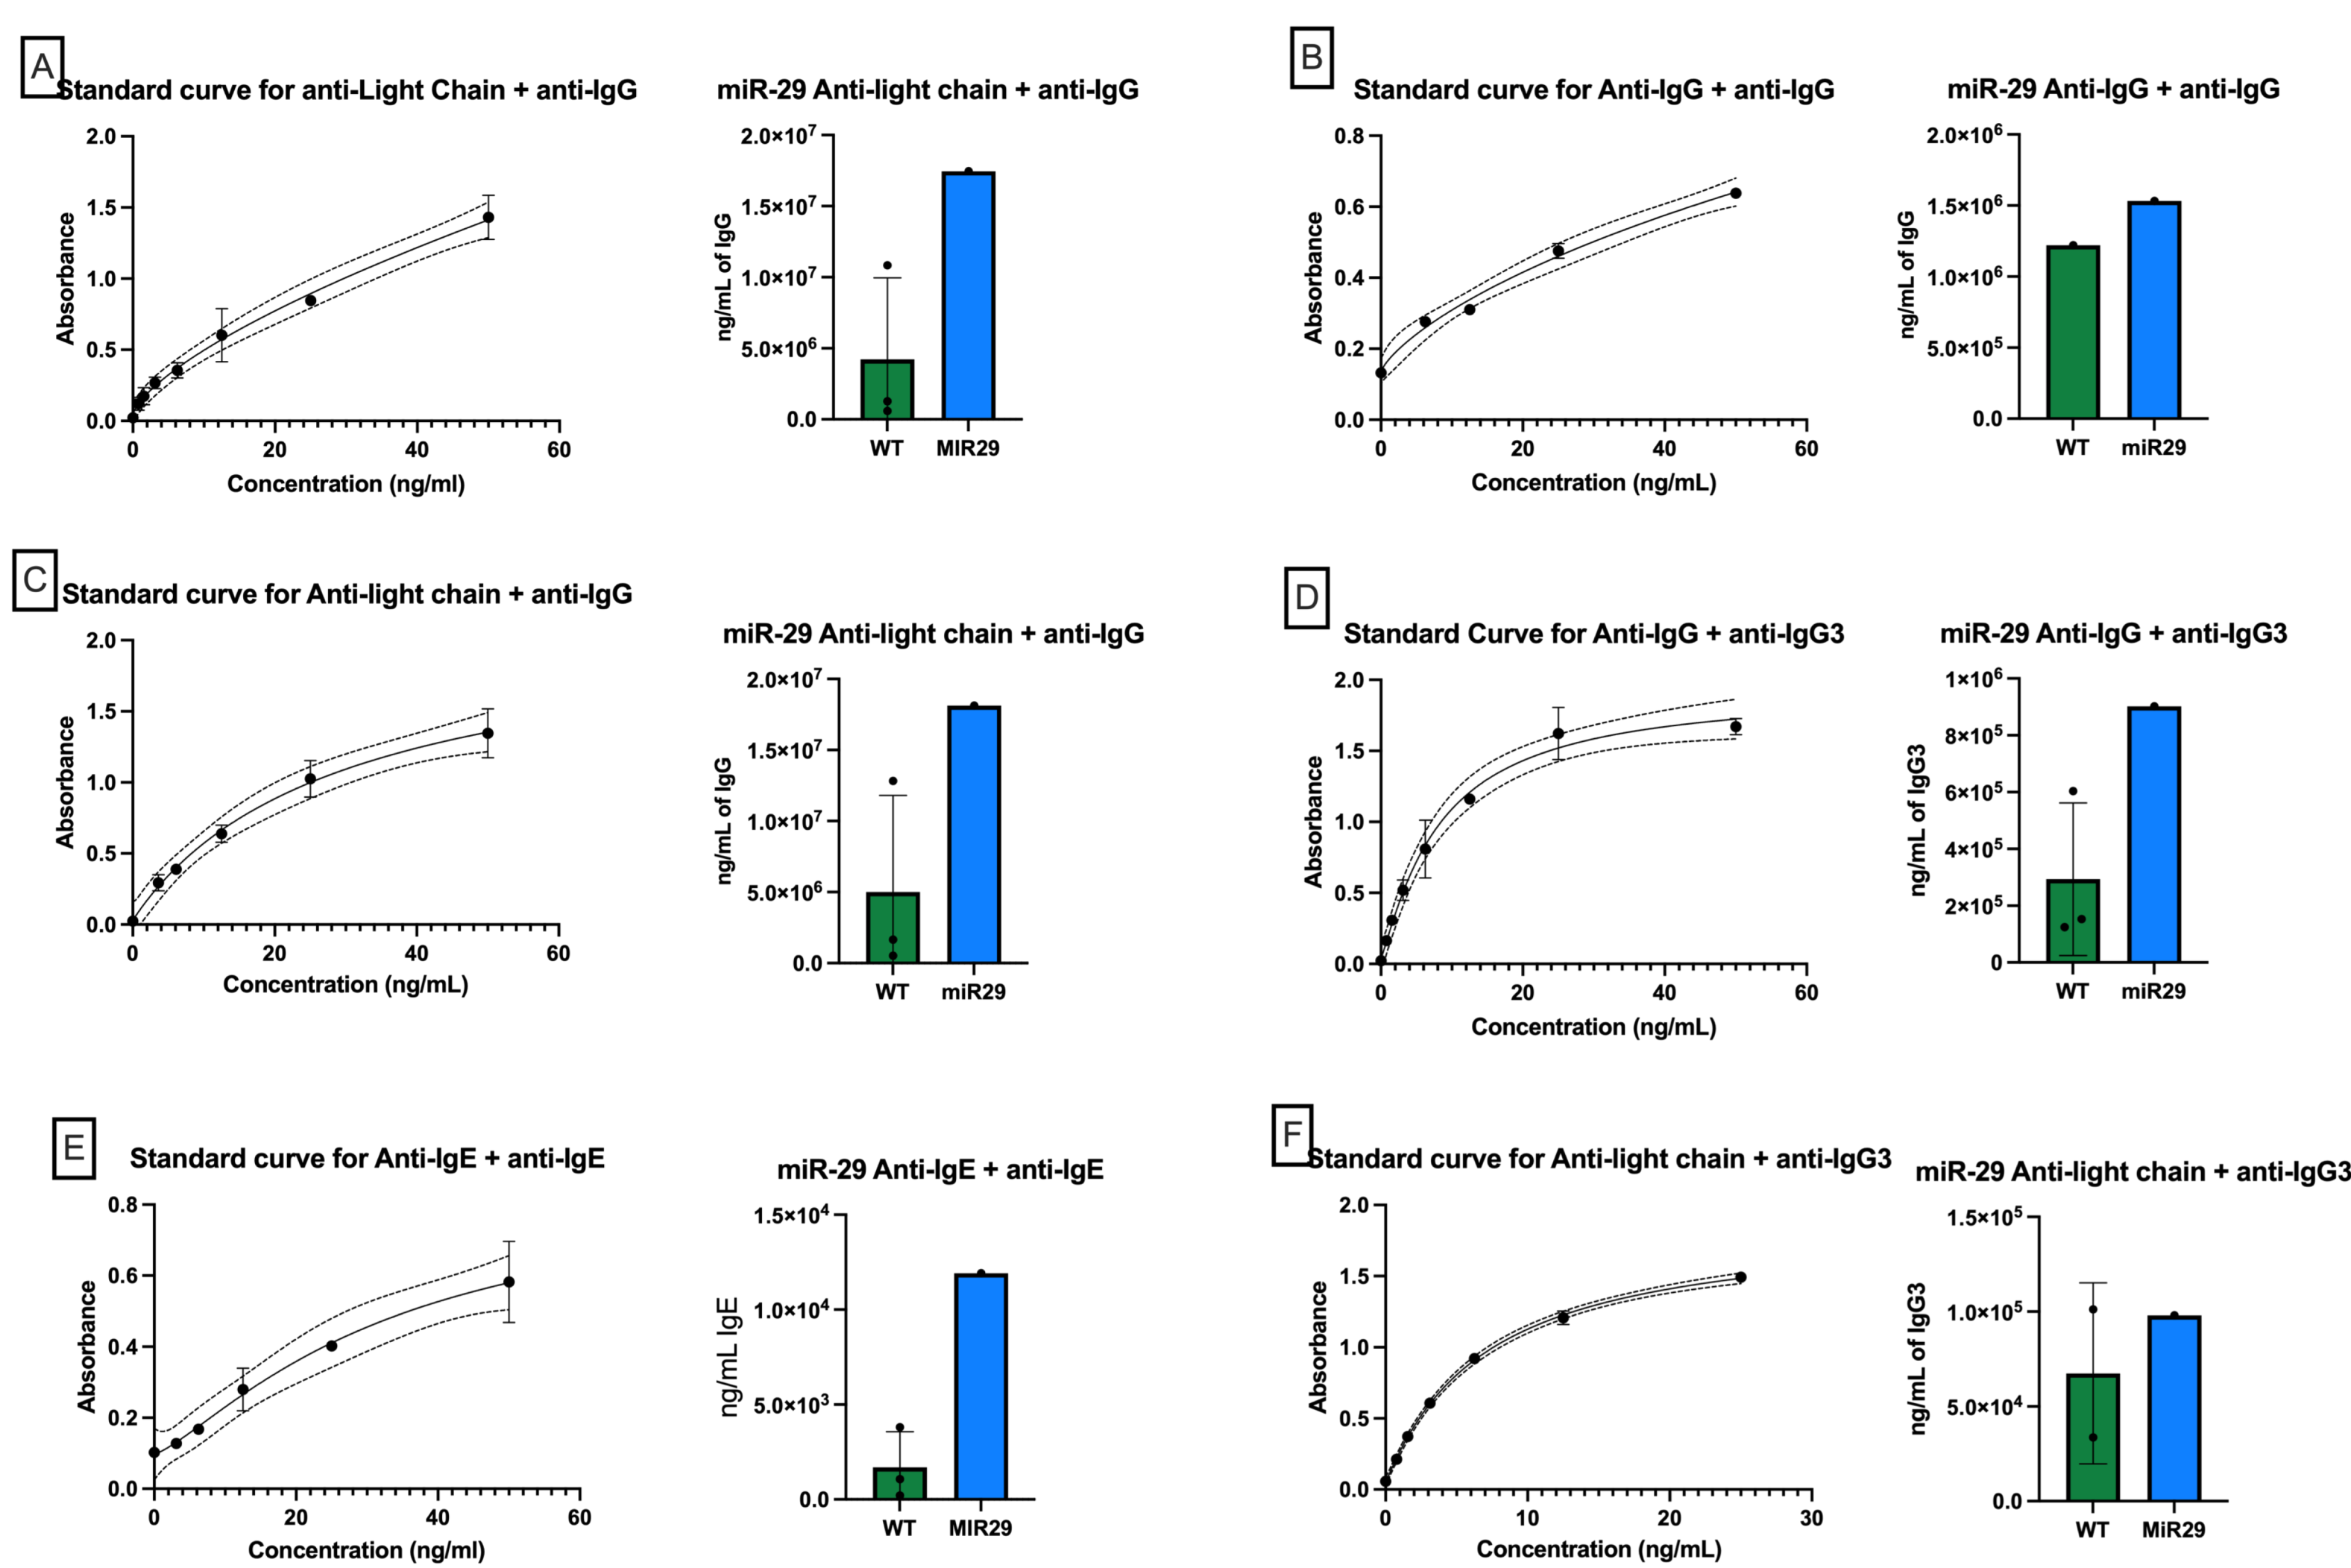 A
Standard curve for anti-Light Chain + anti-IgG
2.0
1.5
1.0
0.5
0.0
Absorbance
0 20 40 60
Concentration (ng/ml)
miR-29 Anti-light chain + anti-IgG
2.0×10⁷
1.5×10⁷
1.0×10⁷
5.0×10⁶
0.0
ng/mL of IgG
WT MIR29
B
Standard curve for Anti-IgG + anti-IgG
0.8
0.6
0.4
0.2
0.0
Absorbance
0 20 40 60
Concentration (ng/mL)
miR-29 Anti-IgG + anti-IgG
2.0×10⁶
1.5×10⁶
1.0×10⁶
5.0×10⁵
0.0
ng/mL of IgG
WT miR29
C
Standard curve for Anti-light chain + anti-IgG
2.0
1.5
1.0
0.5
0.0
Absorbance
0 20 40 60
Concentration (ng/mL)
miR-29 Anti-light chain + anti-IgG
2.0×10⁷
1.5×10⁷
1.0×10⁷
5.0×10⁶
0.0
ng/mL of IgG
WT miR29
D
Standard Curve for Anti-IgG + anti-IgG3
2.0
1.5
1.0
0.5
0.0
Absorbance
0 20 40 60
Concentration (ng/mL)
miR-29 Anti-IgG + anti-IgG3
1×10⁶
8×10⁵
6×10⁵
4×10⁵
2×10⁵
0
ng/mL of IgG3
WT miR29
E
Standard curve for Anti-IgE + anti-IgE
0.8
0.6
0.4
0.2
0.0
Absorbance
0 20 40 60
Concentration (ng/ml)
miR-29 Anti-IgE + anti-IgE
1.5×10⁴
1.0×10⁴
5.0×10³
0.0
ng/mL IgE
WT MIR29
F
Standard curve for Anti-light chain + anti-IgG3
2.0
1.5
1.0
0.5
0.0
Absorbance
0 10 20 30
Concentration (ng/mL)
miR-29 Anti-light chain + anti-IgG3
1.5×10⁵
1.0×10⁵
5.0×10⁴
0.0
ng/mL of IgG3
WT MiR29